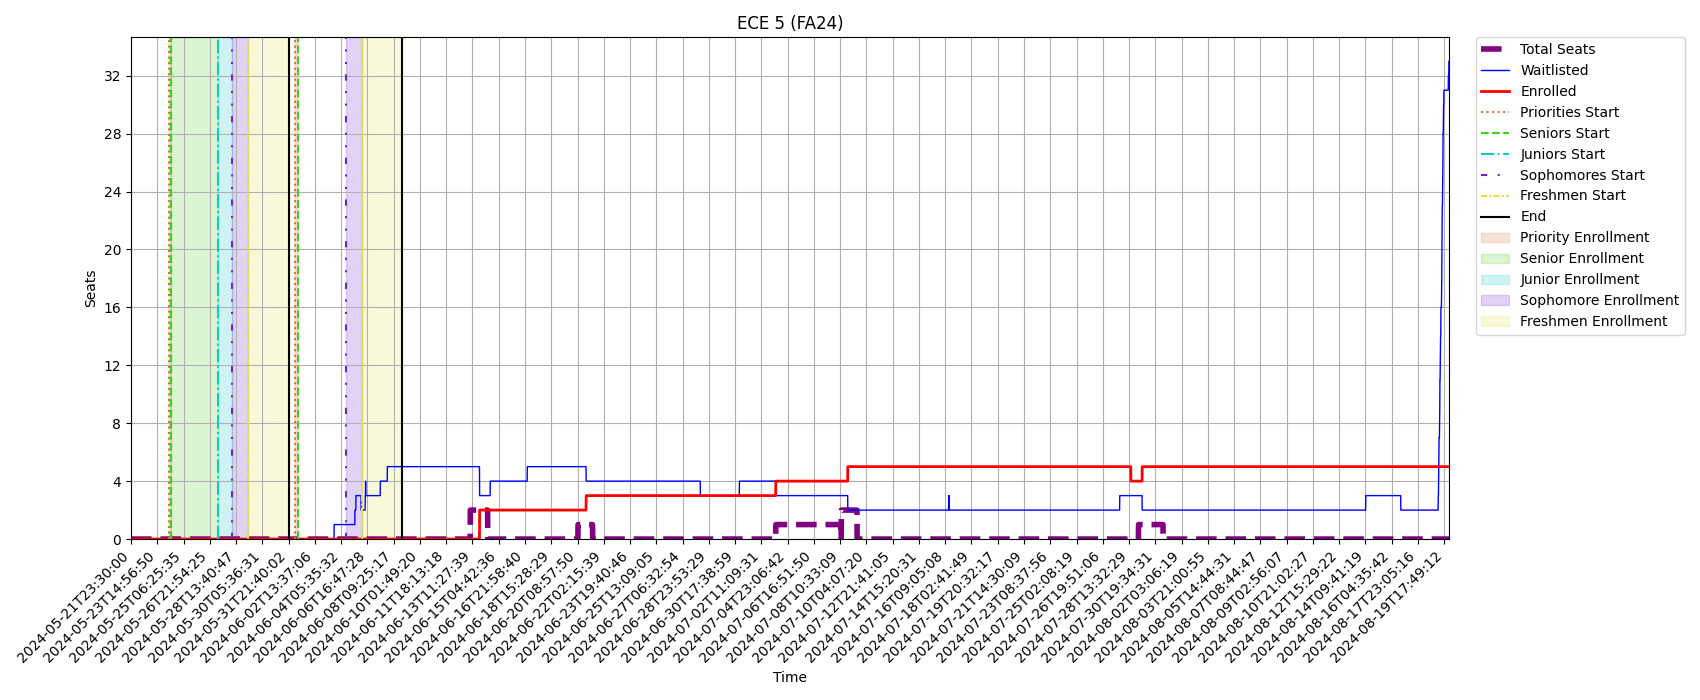 ECE 5 (FA24)
32
28
24
20
16
12
8
4
0
Seats
2024-05-21T23:30:00
2024-05-23T14:56:50
2024-05-25T06:25:35
2024-05-26T21:54:25
2024-05-28T13:40:47
2024-05-30T05:36:31
2024-05-31T21:40:02
2024-06-02T13:37:06
2024-06-04T05:35:32
2024-06-06T16:47:28
2024-06-08T09:25:17
2024-06-10T01:49:20
2024-06-11T18:13:18
2024-06-13T11:27:39
2024-06-15T04:42:36
2024-06-16T21:58:40
2024-06-18T15:28:29
2024-06-20T08:57:50
2024-06-22T02:15:39
2024-06-23T19:40:46
2024-06-25T13:09:05
2024-06-27T06:32:54
2024-06-28T23:53:29
2024-06-30T17:38:59
2024-07-02T11:09:31
2024-07-04T23:06:42
2024-07-06T16:51:50
2024-07-08T10:33:09
2024-07-10T04:07:20
2024-07-12T21:41:05
2024-07-14T15:20:31
2024-07-16T09:05:08
2024-07-18T02:41:49
2024-07-19T20:32:17
2024-07-21T14:30:09
2024-07-23T08:37:56
2024-07-25T02:08:19
2024-07-26T19:51:06
2024-07-28T13:32:29
2024-07-30T19:34:31
2024-08-02T03:06:19
2024-08-03T21:00:55
2024-08-05T14:44:31
2024-08-07T08:44:47
2024-08-09T02:56:07
2024-08-10T21:02:27
2024-08-12T15:29:22
2024-08-14T09:41:19
2024-08-16T04:35:42
2024-08-17T23:05:16
2024-08-19T17:49:12
Time
Total Seats
Waitlisted
Enrolled
Priorities Start
Seniors Start
Juniors Start
Sophomores Start
Freshmen Start
End
Priority Enrollment
Senior Enrollment
Junior Enrollment
Sophomore Enrollment
Freshmen Enrollment